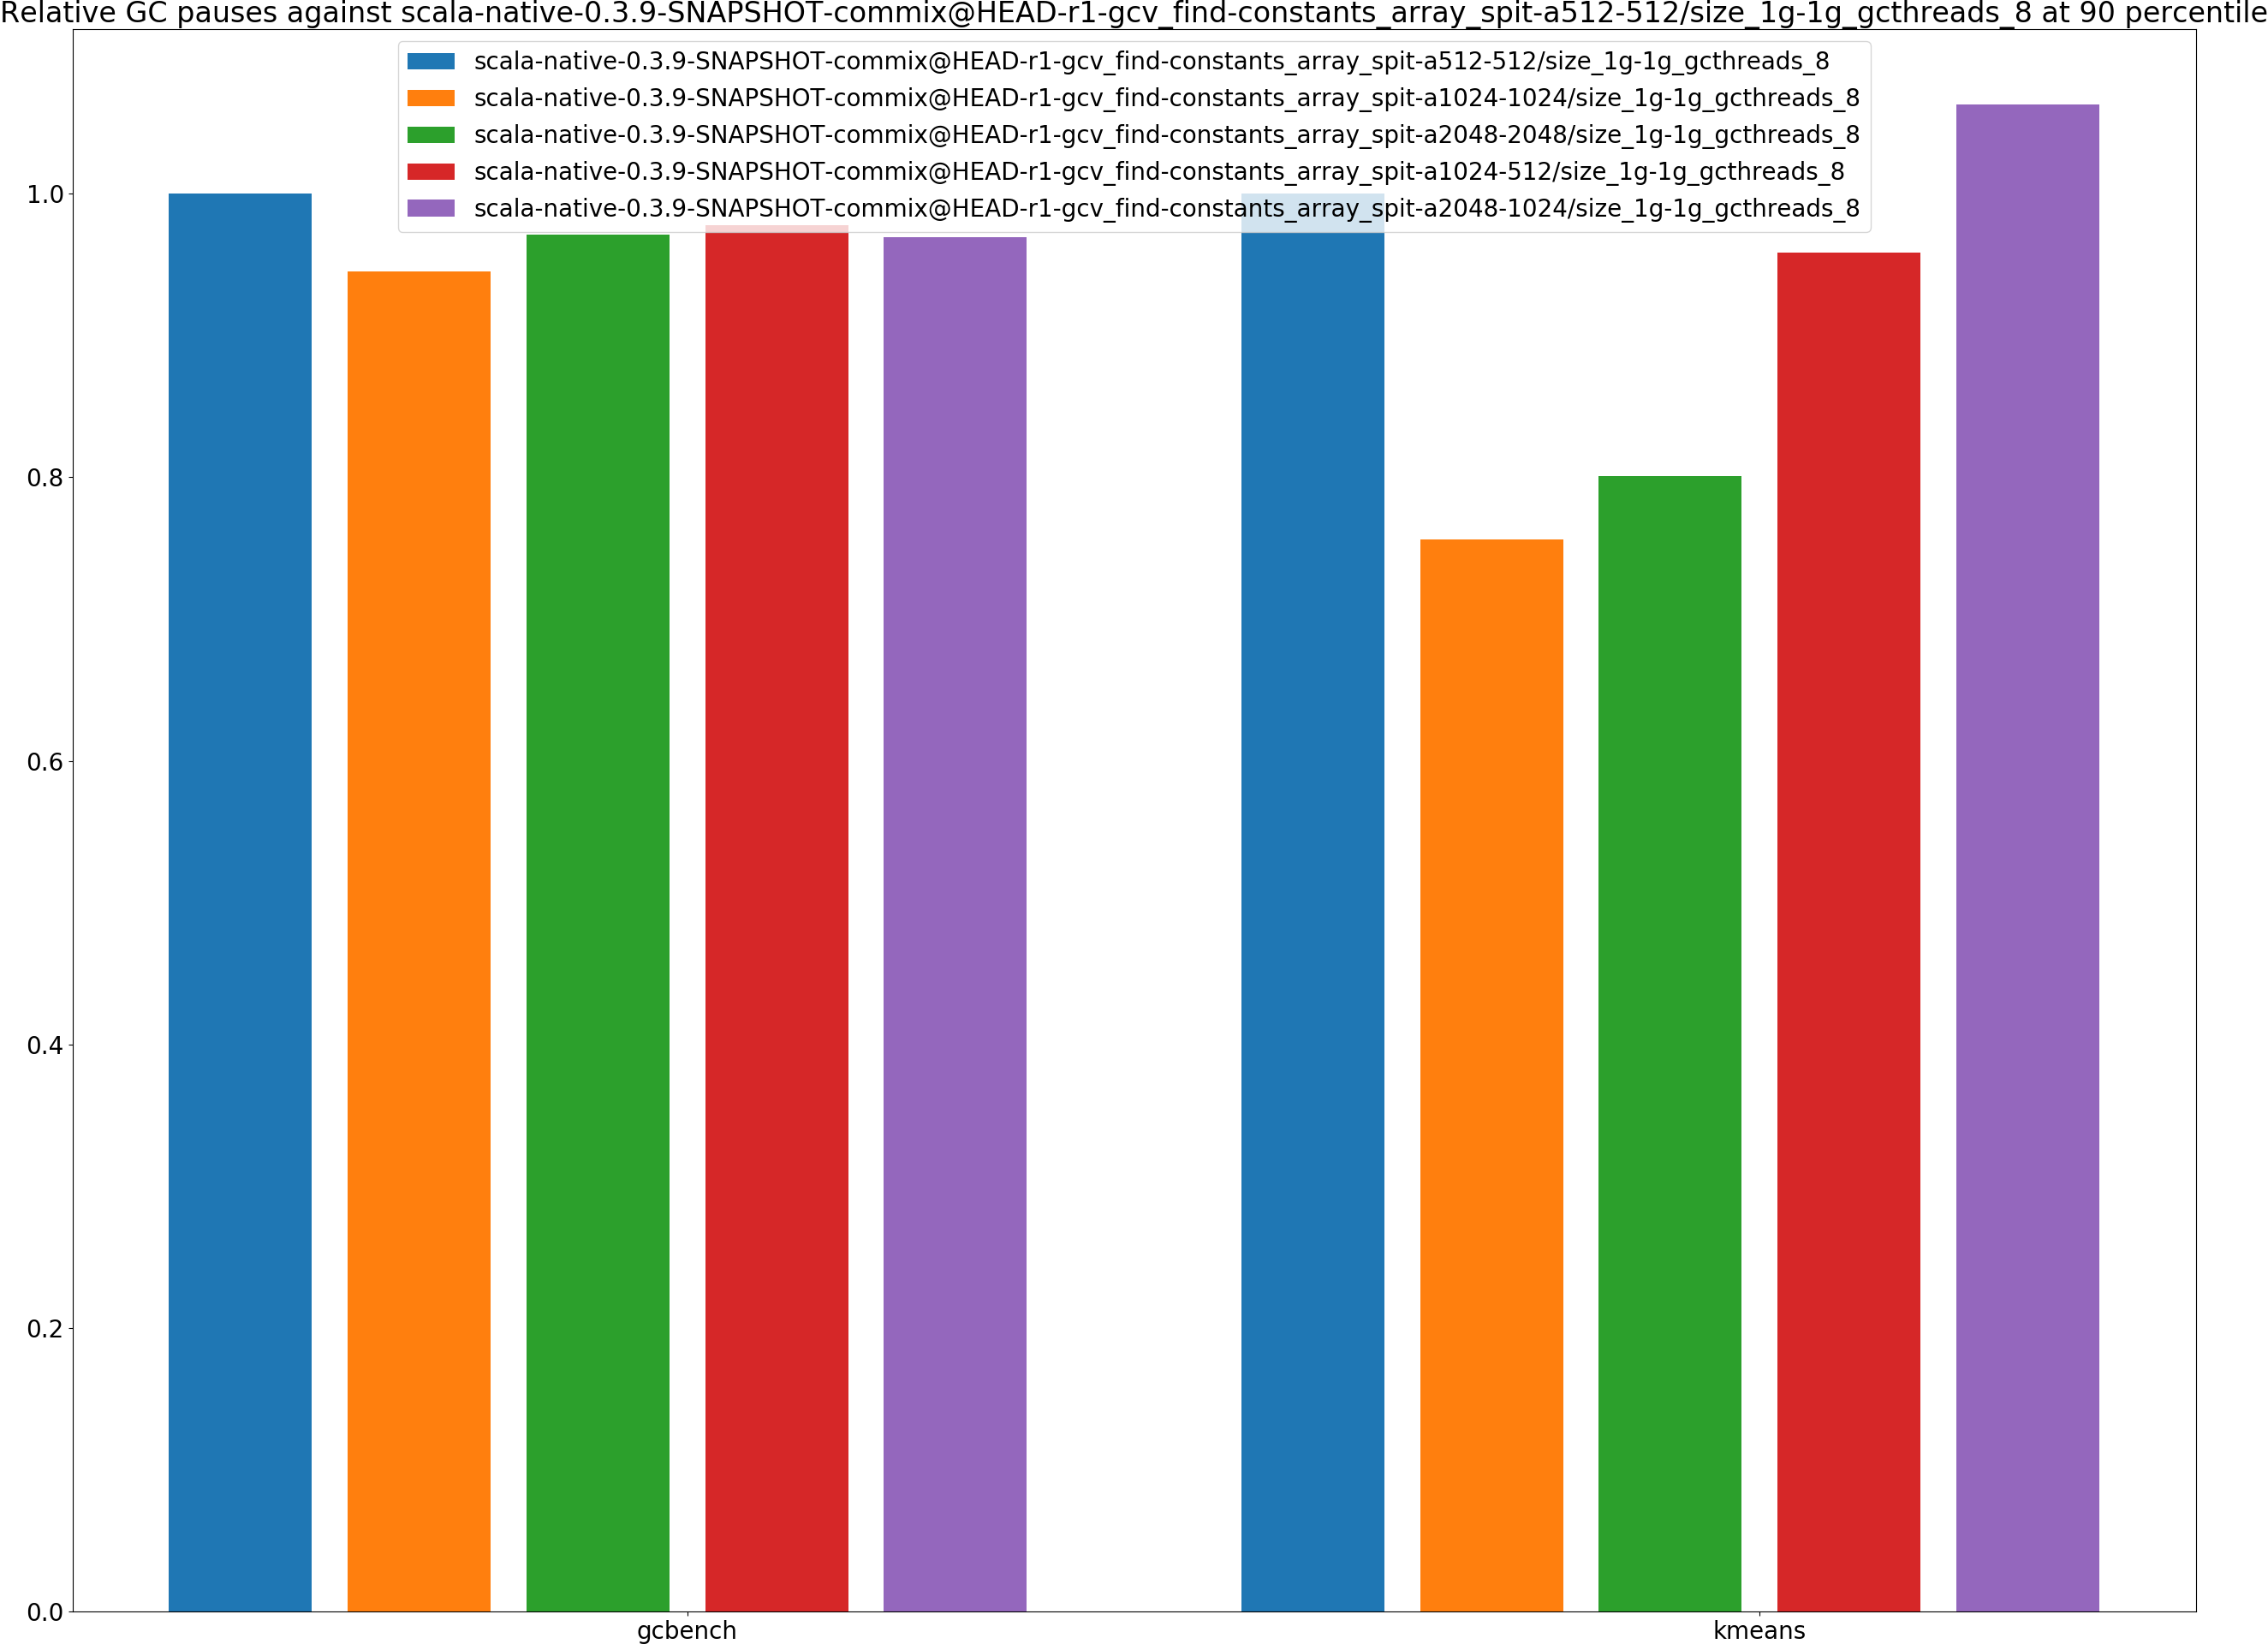 Relative GC pauses against scala-native-0.3.9-SNAPSHOT-commix@HEAD-r1-gcv_find-constants_array_spit-a512-512/size_1g-1g_gcthreads_8 at 90 percentile
scala-native-0.3.9-SNAPSHOT-commix@HEAD-r1-gcv_find-constants_array_spit-a512-512/size_1g-1g_gcthreads_8
scala-native-0.3.9-SNAPSHOT-commix@HEAD-r1-gcv_find-constants_array_spit-a1024-1024/size_1g-1g_gcthreads_8
scala-native-0.3.9-SNAPSHOT-commix@HEAD-r1-gcv_find-constants_array_spit-a2048-2048/size_1g-1g_gcthreads_8
scala-native-0.3.9-SNAPSHOT-commix@HEAD-r1-gcv_find-constants_array_spit-a1024-512/size_1g-1g_gcthreads_8
scala-native-0.3.9-SNAPSHOT-commix@HEAD-r1-gcv_find-constants_array_spit-a2048-1024/size_1g-1g_gcthreads_8
1.0
0.8
0.6
0.4
0.2
0.0
gcbench
kmeans